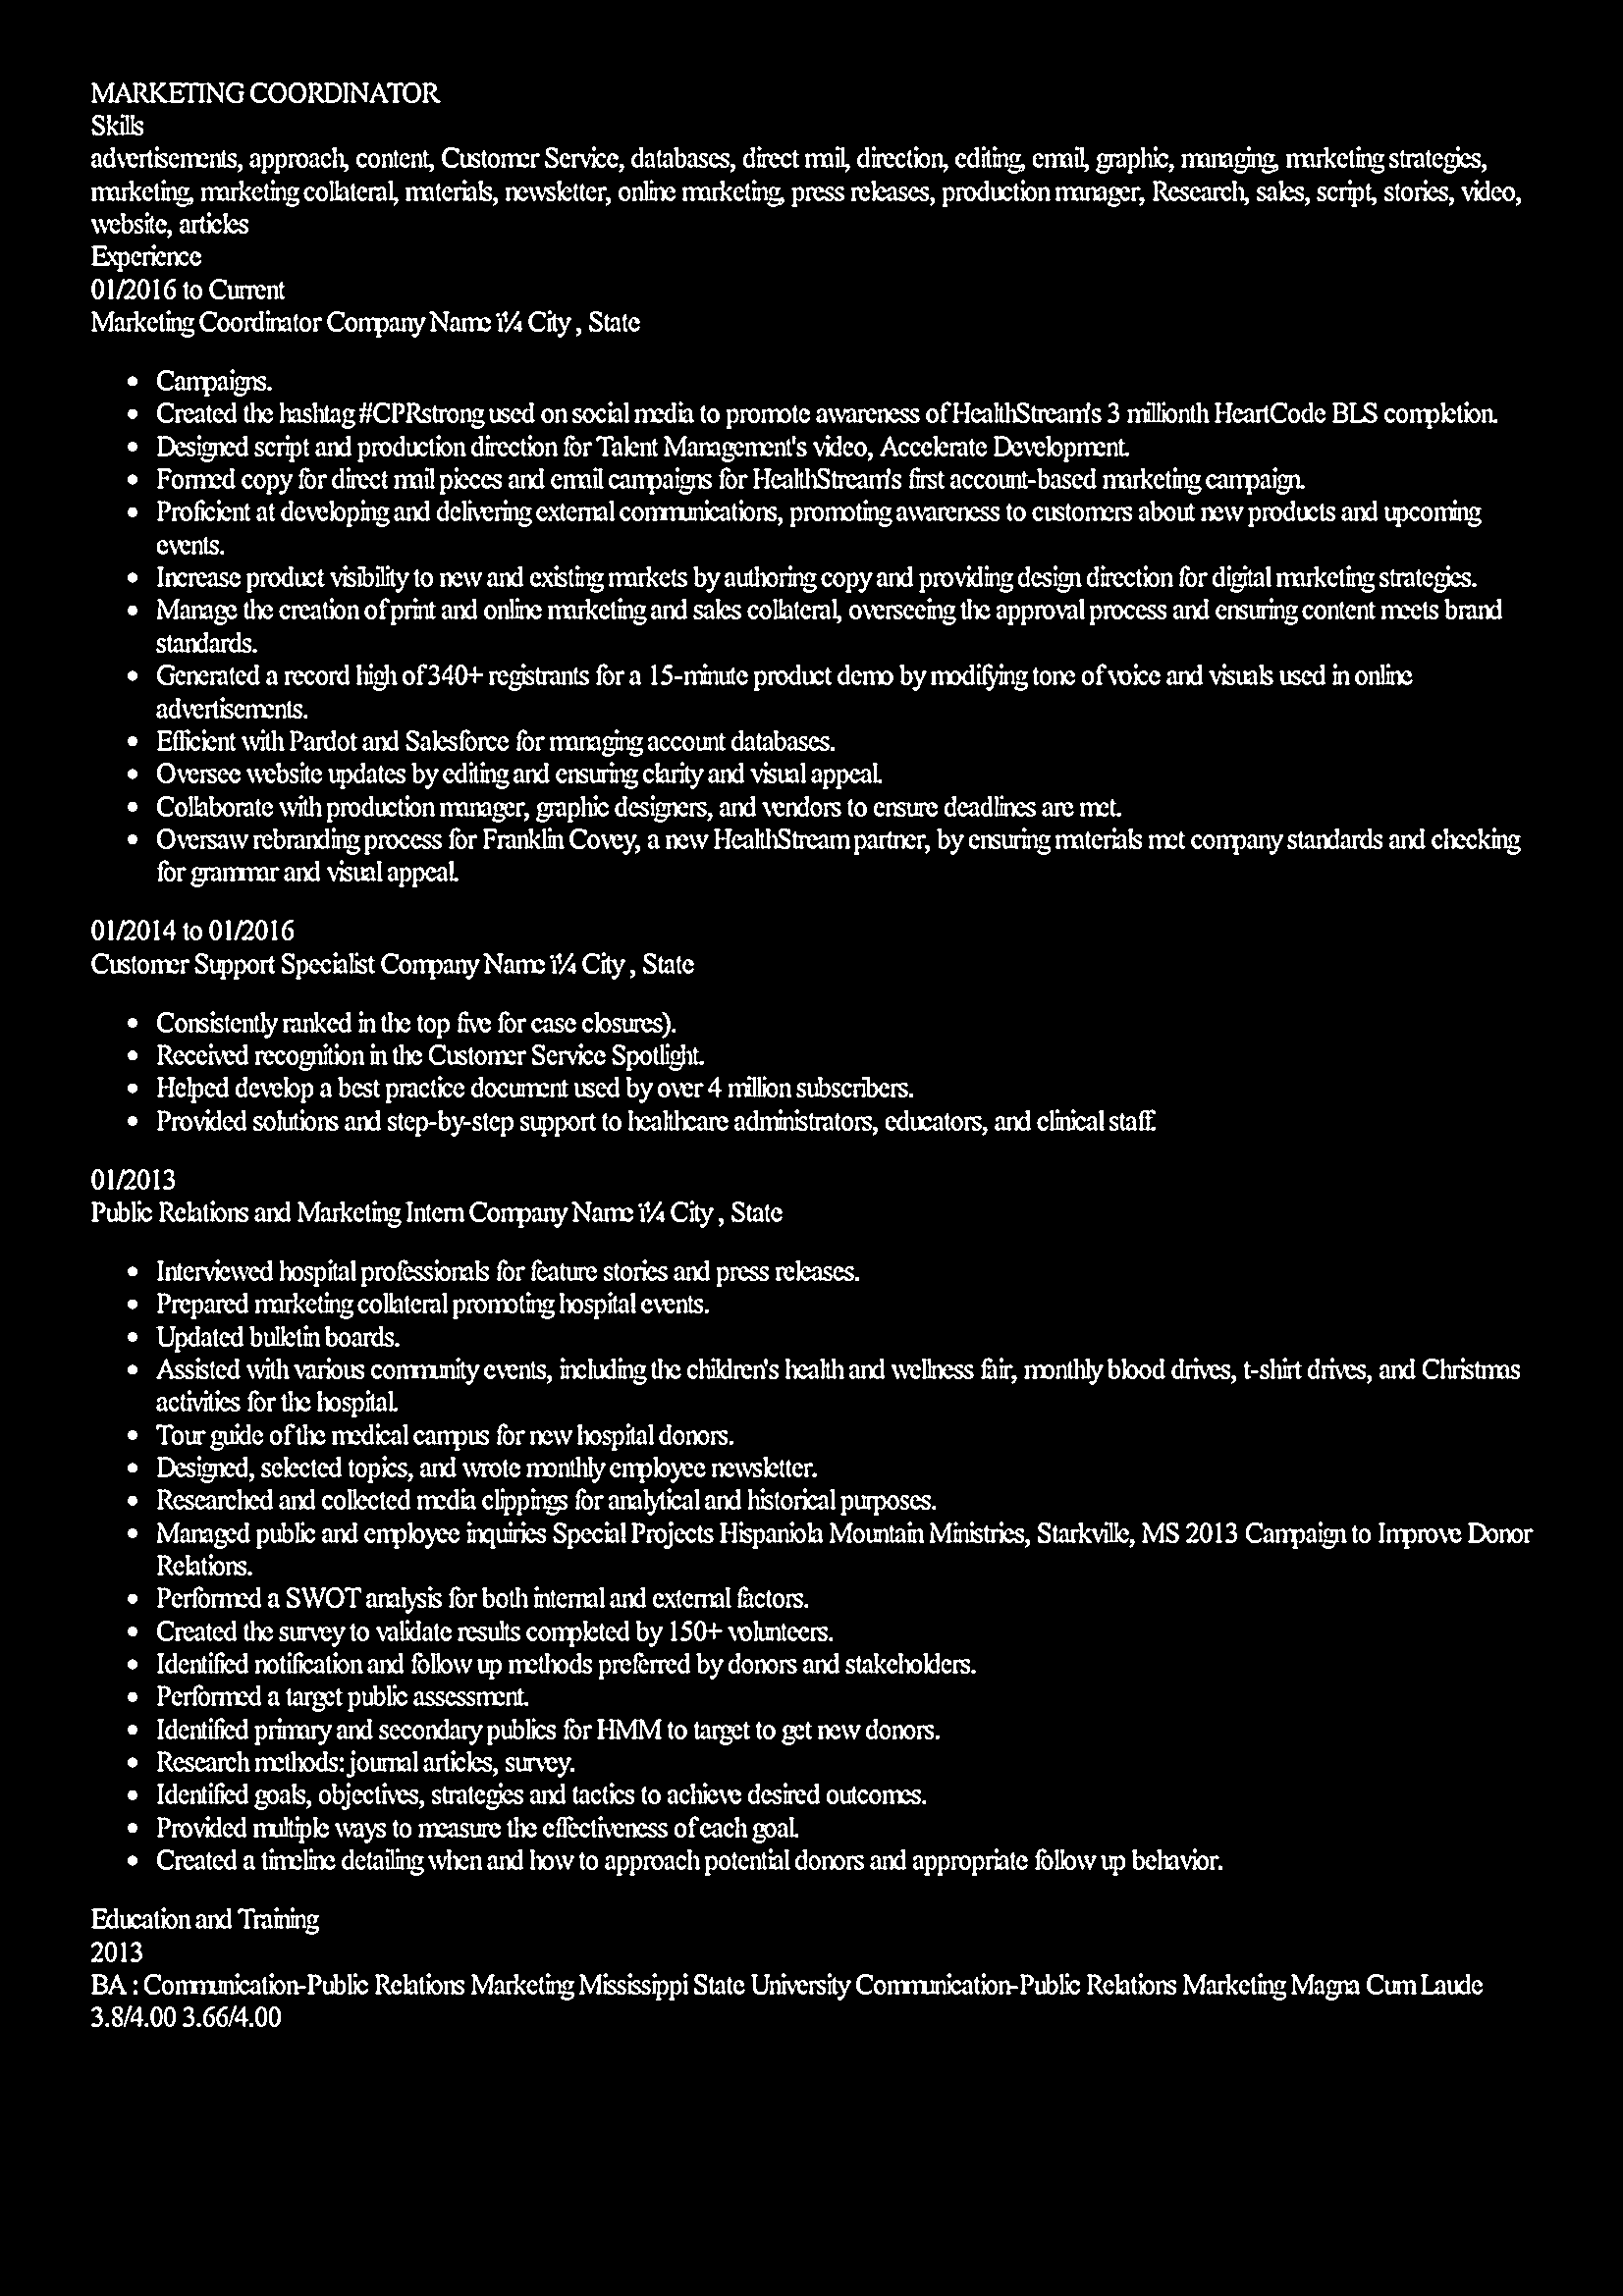 MARKETING COORDINATOR
Skills
advertisements, approach, content, Customer Service, databases, direct mail, direction, editing, email, graphic, managing, marketing strategies,
marketing, marketing collateral, materials, newsletter, online marketing, press releases, production manager, Research, sales, script, stories, video,
website, articles
Experience
01/2016 to Current
Marketing Coordinator Company Name ï¼ City , State
• Campaigns.
• Created the hashtag #CPRstrong used on social media to promote awareness of HealthStream's 3 millionth HeartCode BLS completion.
• Designed script and production direction for Talent Management's video, Accelerate Development.
• Formed copy for direct mail pieces and email campaigns for HealthStream's first account-based marketing campaign.
• Proficient at developing and delivering external communications, promoting awareness to customers about new products and upcoming
events.
• Increase product visibility to new and existing markets by authoring copy and providing design direction for digital marketing strategies.
• Manage the creation of print and online marketing and sales collateral, overseeing the approval process and ensuring content meets brand
standards.
• Generated a record high of 340+ registrants for a 15-minute product demo by modifying tone of voice and visuals used in online
advertisements.
• Efficient with Pardot and Salesforce for managing account databases.
• Oversee website updates by editing and ensuring clarity and visual appeal.
• Collaborate with production manager, graphic designers, and vendors to ensure deadlines are met.
• Oversaw rebranding process for Franklin Covey, a new HealthStream partner, by ensuring materials met company standards and checking
for grammar and visual appeal.
01/2014 to 01/2016
Customer Support Specialist Company Name ï¼ City , State
• Consistently ranked in the top five for case closures).
• Received recognition in the Customer Service Spotlight.
• Helped develop a best practice document used by over 4 million subscribers.
• Provided solutions and step-by-step support to healthcare administrators, educators, and clinical staff.
01/2013
Public Relations and Marketing Intern Company Name ï¼ City , State
• Interviewed hospital professionals for feature stories and press releases.
• Prepared marketing collateral promoting hospital events.
• Updated bulletin boards.
• Assisted with various community events, including the children's health and wellness fair, monthly blood drives, t-shirt drives, and Christmas
activities for the hospital.
• Tour guide of the medical campus for new hospital donors.
• Designed, selected topics, and wrote monthly employee newsletter.
• Researched and collected media clippings for analytical and historical purposes.
• Managed public and employee inquiries Special Projects Hispaniola Mountain Ministries, Starkville, MS 2013 Campaign to Improve Donor
Relations.
• Performed a SWOT analysis for both internal and external factors.
• Created the survey to validate results completed by 150+ volunteers.
• Identified notification and follow up methods preferred by donors and stakeholders.
• Performed a target public assessment.
• Identified primary and secondary publics for HMM to target to get new donors.
• Research methods: journal articles, survey.
• Identified goals, objectives, strategies and tactics to achieve desired outcomes.
• Provided multiple ways to measure the effectiveness of each goal.
• Created a timeline detailing when and how to approach potential donors and appropriate follow up behavior.
Education and Training
2013
BA : Communication-Public Relations Marketing Mississippi State University Communication-Public Relations Marketing Magna Cum Laude
3.8/4.00 3.66/4.00